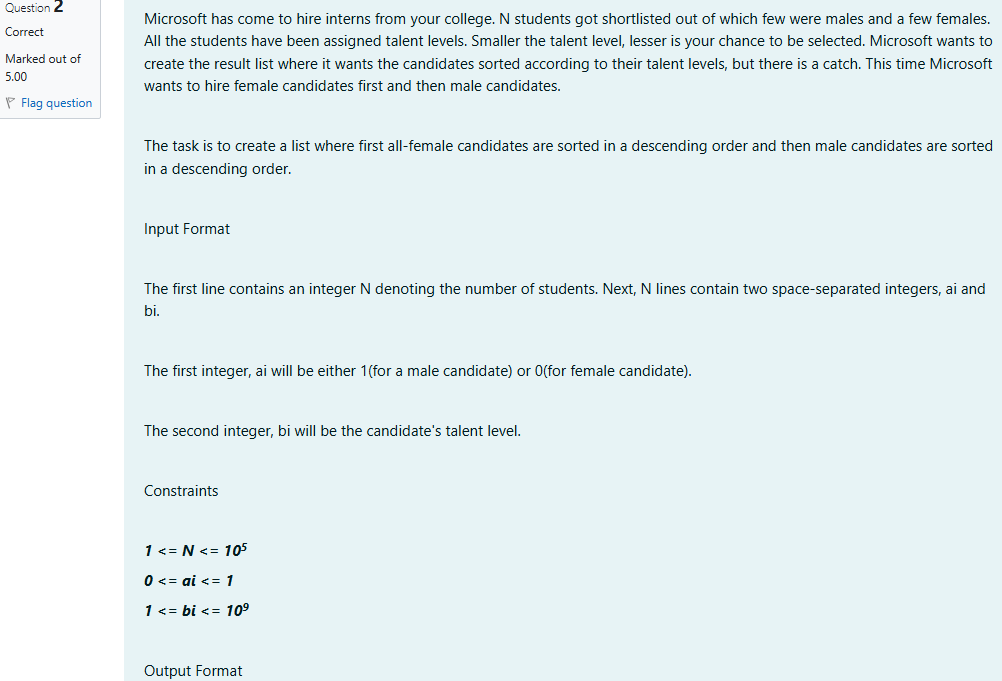 Question 2
Correct
Marked out of
5.00
Flag question
Microsoft has come to hire interns from your college. N students got shortlisted out of which few were males and a few females.
All the students have been assigned talent levels. Smaller the talent level, lesser is your chance to be selected. Microsoft wants to
create the result list where it wants the candidates sorted according to their talent levels, but there is a catch. This time Microsoft
wants to hire female candidates first and then male candidates.
The task is to create a list where first all-female candidates are sorted in a descending order and then male candidates are sorted
in a descending order.
Input Format
The first line contains an integer N denoting the number of students. Next, N lines contain two space-separated integers, ai and
bi.
The first integer, ai will be either 1(for a male candidate) or 0(for female candidate).
The second integer, bi will be the candidate's talent level.
Constraints
1 <= N <= 10⁵
0 <= ai <= 1
1 <= bi <= 10⁹
Output Format